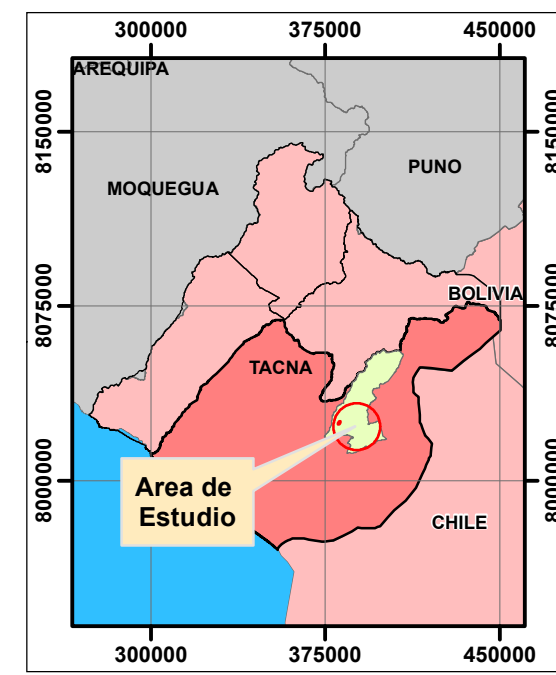 300000 375000 450000
AREQUIPA
8150000 8150000
PUNO
MOQUEGUA
BOLIVIA
8075000 8075000
TACNA
Area de
Estudio
8000000 8000000
CHILE
300000 375000 450000